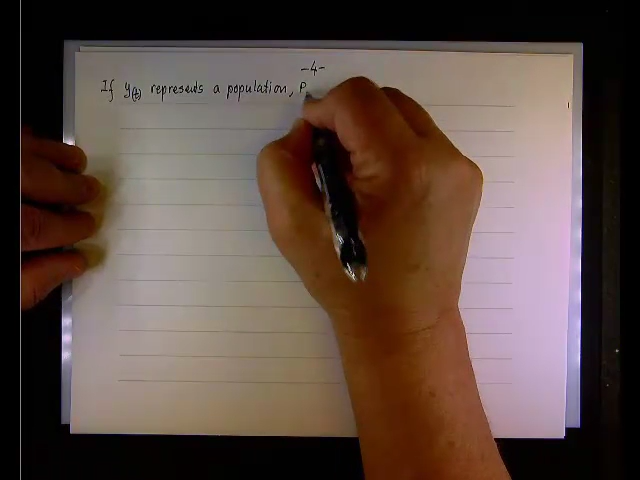 -4-
If y(t) represents a population, P